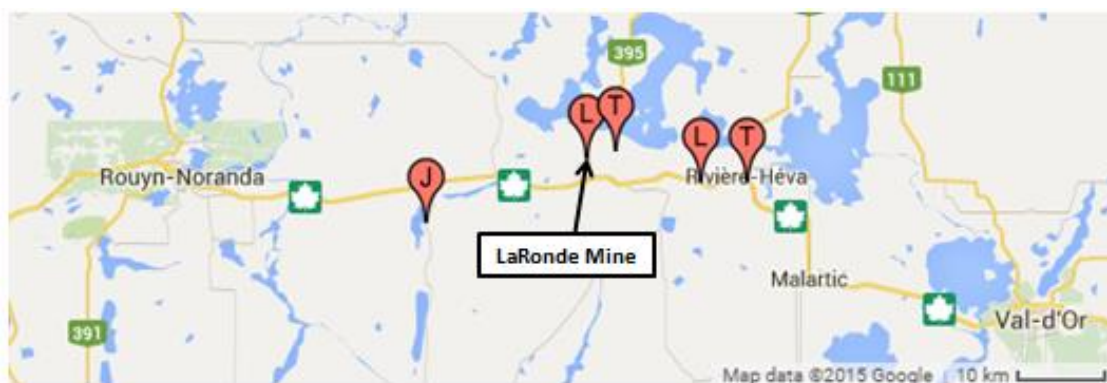 395
111
L
T
L
T
J
Rouyn-Noranda
Rivière-Héva
LaRonde Mine
Malartic
391
Val-d'Or
Map data ©2015 Google
10 km